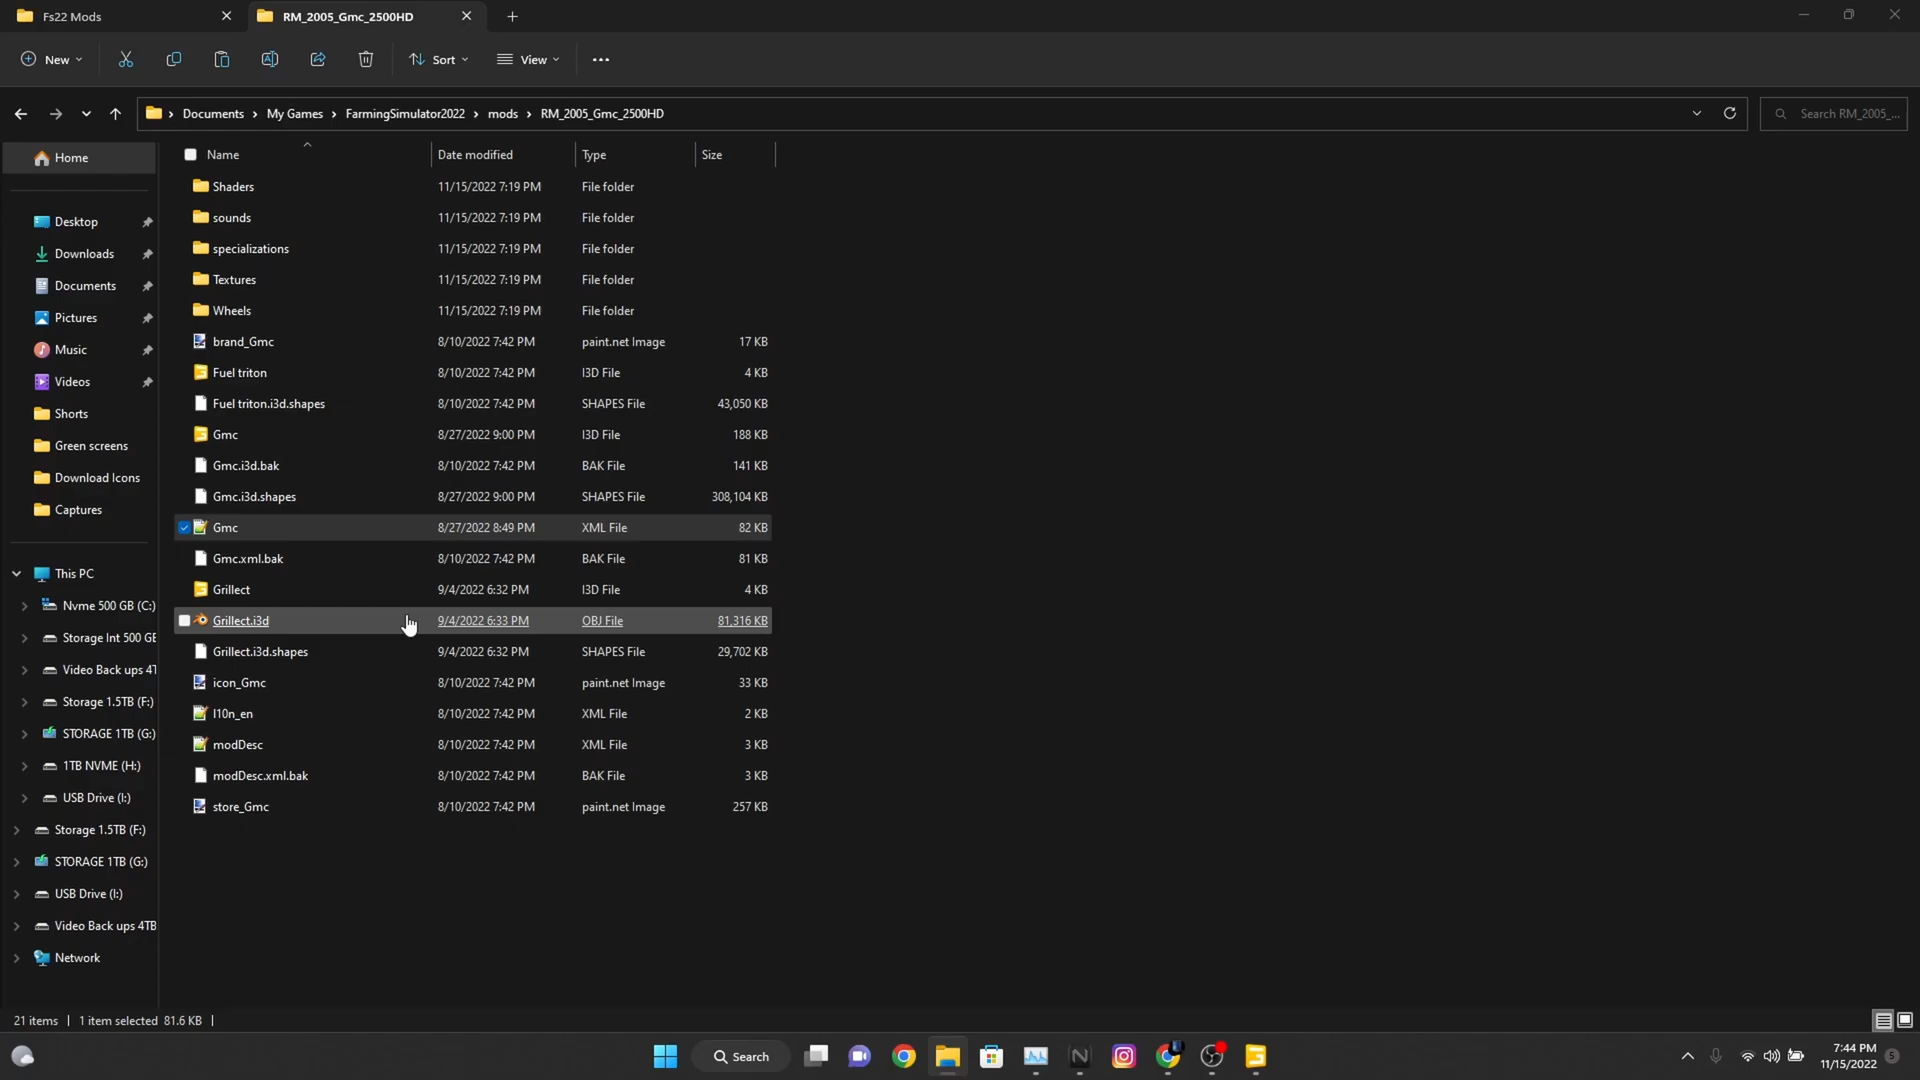 Fs22 Mods
RM_2005_Gmc_2500HD
New
Sort
View
Documents > My Games > FarmingSimulator2022 > mods > RM_2005_Gmc_2500HD
Search RM_2005_...
Home
Desktop
Downloads
Documents
Pictures
Music
Videos
Shorts
Green screens
Download Icons
Captures
This PC
Nvme 500 GB (C:)
Storage Int 500 GE
Video Back ups 4T
Storage 1.5TB (F:)
STORAGE 1TB (G:)
1TB NVME (H:)
USB Drive (I:)
Storage 1.5TB (F:)
STORAGE 1TB (G:)
USB Drive (I:)
Video Back ups 4TB
Network
Name Date modified Type Size
Shaders 11/15/2022 7:19 PM File folder
sounds 11/15/2022 7:19 PM File folder
specializations 11/15/2022 7:19 PM File folder
Textures 11/15/2022 7:19 PM File folder
Wheels 11/15/2022 7:19 PM File folder
brand_Gmc 8/10/2022 7:42 PM paint.net Image 17 KB
Fuel triton 8/10/2022 7:42 PM I3D File 4 KB
Fuel triton.i3d.shapes 8/10/2022 7:42 PM SHAPES File 43,050 KB
Gmc 8/27/2022 9:00 PM I3D File 188 KB
Gmc.i3d.bak 8/10/2022 7:42 PM BAK File 141 KB
Gmc.i3d.shapes 8/27/2022 9:00 PM SHAPES File 308,104 KB
Gmc 8/27/2022 8:49 PM XML File 82 KB
Gmc.xml.bak 8/10/2022 7:42 PM BAK File 81 KB
Grillect 9/4/2022 6:32 PM I3D File 4 KB
Grillect.i3d 9/4/2022 6:33 PM OBJ File 81,316 KB
Grillect.i3d.shapes 9/4/2022 6:32 PM SHAPES File 29,702 KB
icon_Gmc 8/10/2022 7:42 PM paint.net Image 33 KB
l10n_en 8/10/2022 7:42 PM XML File 2 KB
modDesc 8/10/2022 7:42 PM XML File 3 KB
modDesc.xml.bak 8/10/2022 7:42 PM BAK File 3 KB
store_Gmc 8/10/2022 7:42 PM paint.net Image 257 KB
21 items | 1 item selected 81.6 KB |
Search
7:44 PM
11/15/2022
5